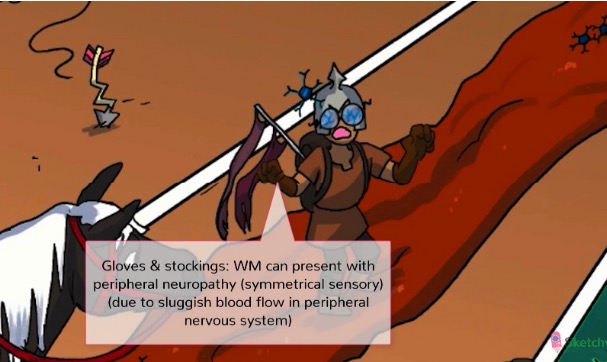 Gloves & stockings: WM can present with
peripheral neuropathy (symmetrical sensory)
(due to sluggish blood flow in peripheral
nervous system)
Sketchy